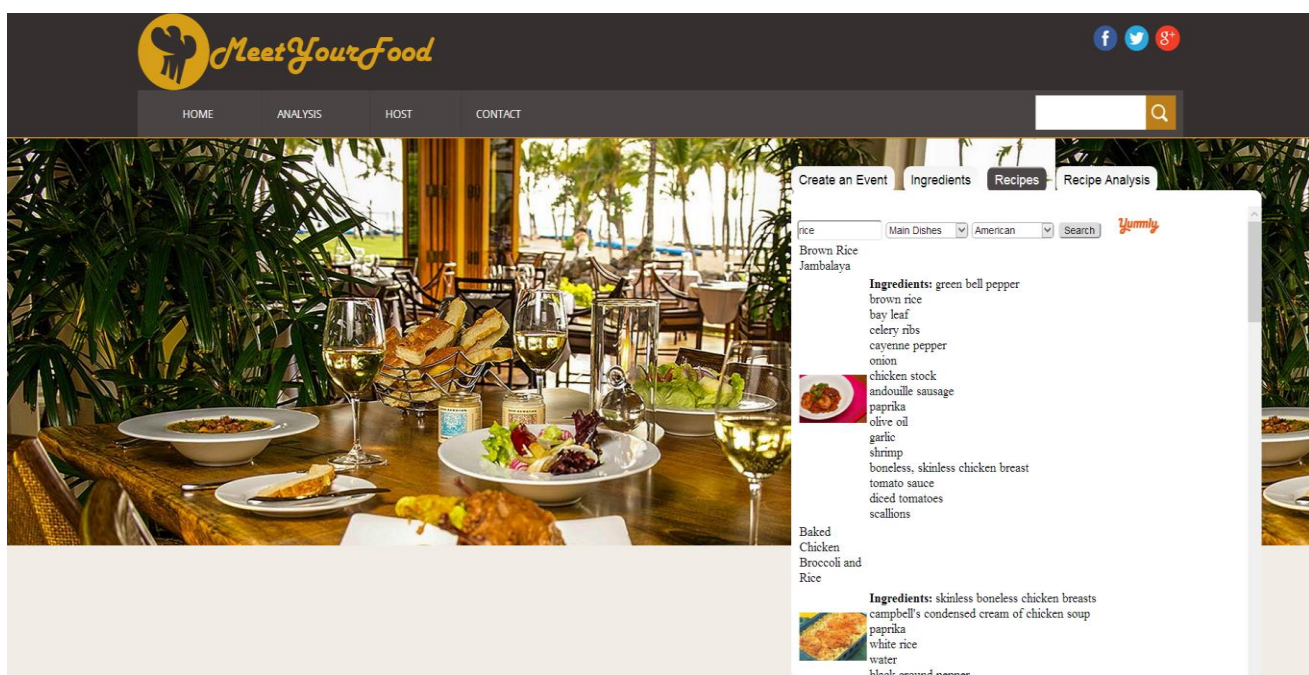 MeetYourFood
f
g+
HOME
ANALYSIS
HOST
CONTACT
Create an Event
Ingredients
Recipes
Recipe Analysis
rice
Main Dishes
American
Search
Yummly
Brown Rice
Jambalaya
Ingredients: green bell pepper
brown rice
bay leaf
celery ribs
cayenne pepper
onion
chicken stock
andouille sausage
paprika
olive oil
garlic
shrimp
boneless, skinless chicken breast
tomato sauce
diced tomatoes
scallions
Baked
Chicken
Broccoli and
Rice
Ingredients: skinless boneless chicken breasts
campbell's condensed cream of chicken soup
paprika
white rice
water
black ground pepper